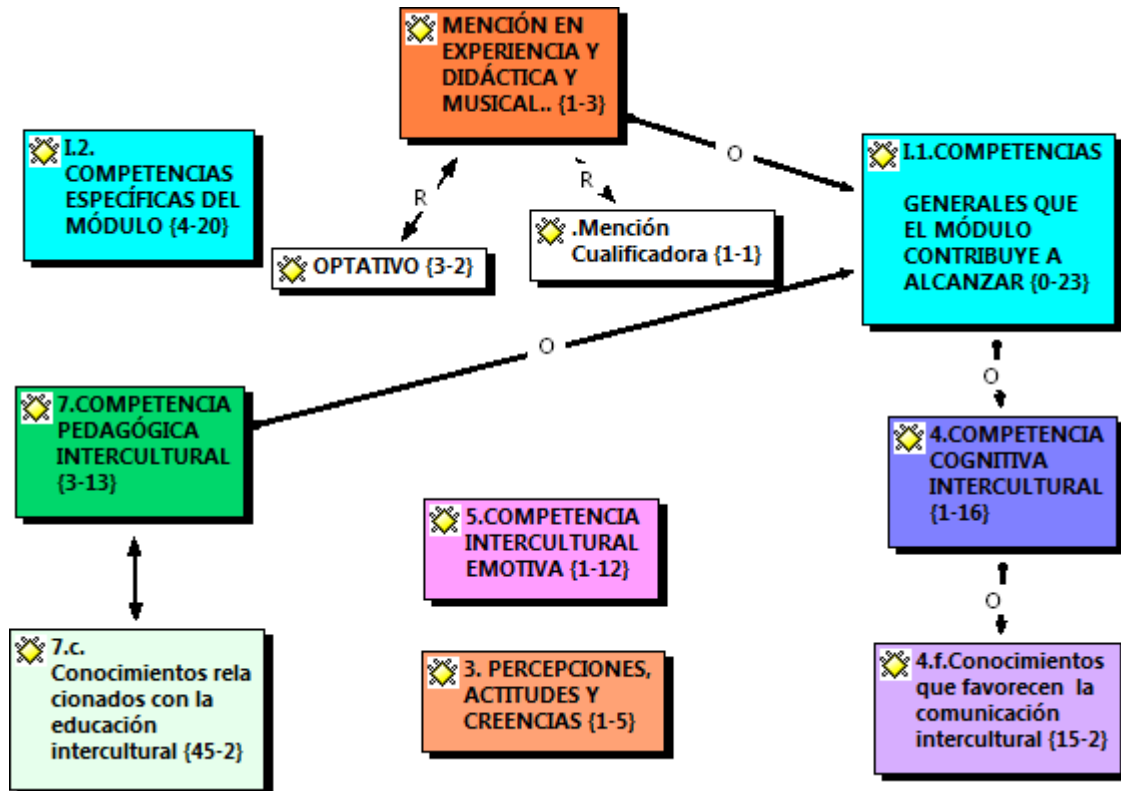 MENCIÓN EN
EXPERIENCIA Y
DIDÁCTICA Y
MUSICAL.. {1-3}
I.2.
COMPETENCIAS
ESPECÍFICAS DEL
MÓDULO {4-20}
O
I.1.COMPETENCIAS
GENERALES QUE
EL MÓDULO
CONTRIBUYE A
ALCANZAR {0-23}
R
R
.Mención
Cualificadora {1-1}
OPTATIVO {3-2}
O
O
7.COMPETENCIA
PEDAGÓGICA
INTERCULTURAL
{3-13}
4.COMPETENCIA
COGNITIVA
INTERCULTURAL
{1-16}
5.COMPETENCIA
INTERCULTURAL
EMOTIVA {1-12}
O
7.c.
Conocimientos rela
cionados con la
educación
intercultural {45-2}
3. PERCEPCIONES,
ACTITUDES Y
CREENCIAS {1-5}
4.f.Conocimientos
que favorecen  la
comunicación
intercultural {15-2}